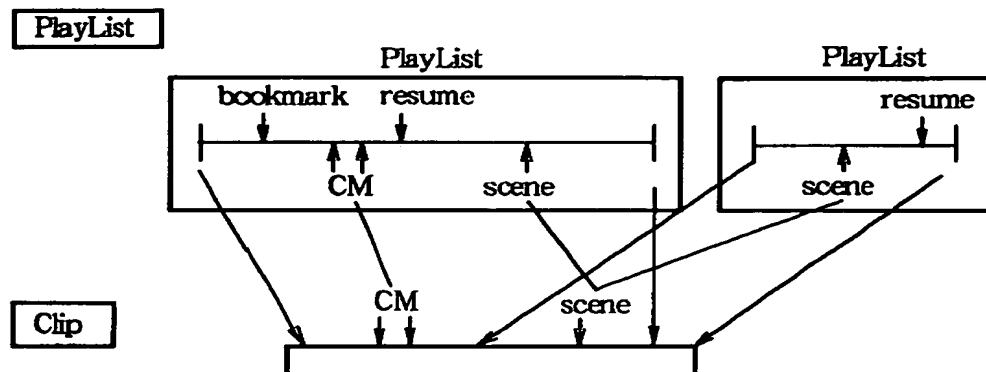 PlayList
PlayList
PlayList
bookmark resume
resume
CM scene
scene
CM scene
Clip